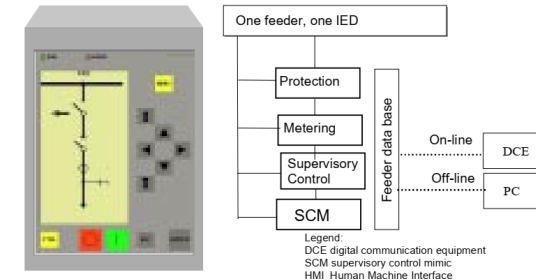 One feeder, one IED
Protection
Metering
Supervisory
Control
SCM
Feeder data base
On-line
Off-line
DCE
PC
Legend:
DCE digital communication equipment
SCM supervisory control mimic
HMI Human Machine Interface